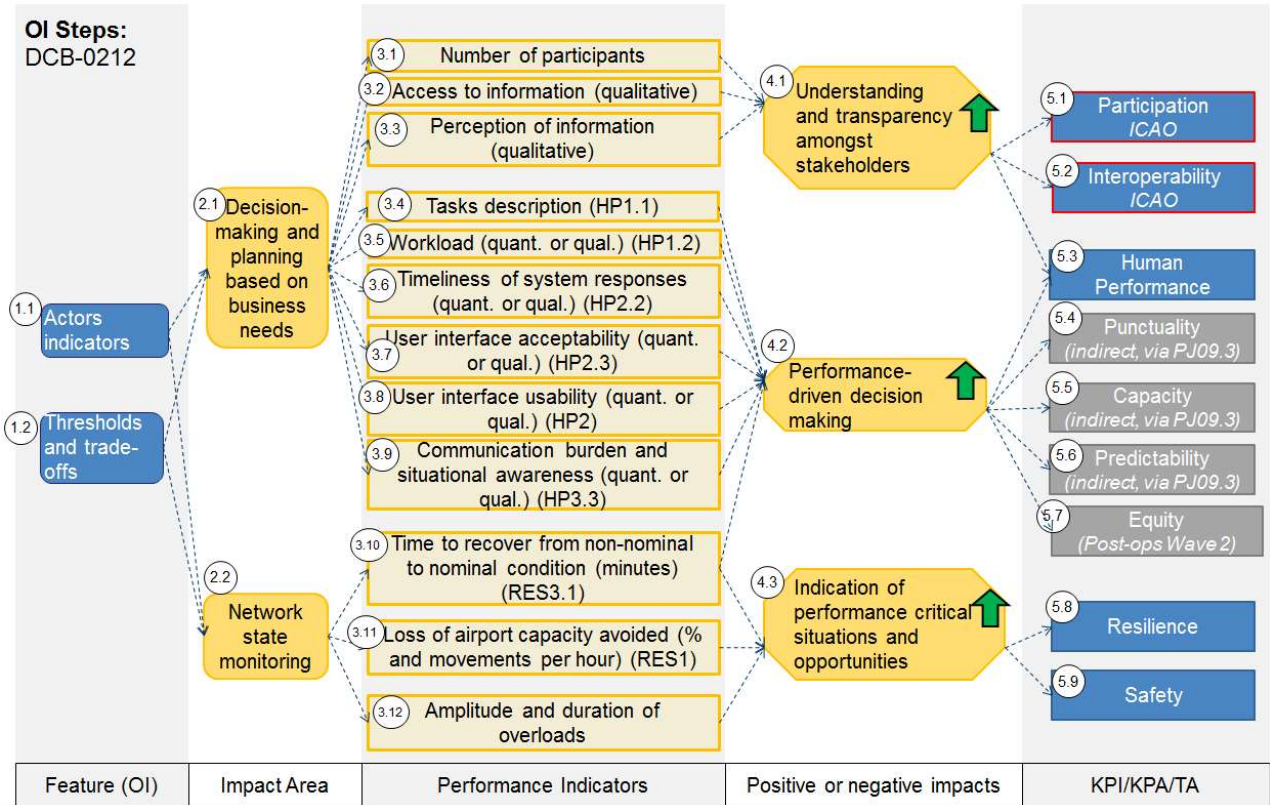 OI Steps:
DCB-0212
1.1
Actors
indicators
1.2
Thresholds
and trade-
offs
2.1
Decision-
making and
planning
based on
business
needs
2.2
Network
state
monitoring
3.1
Number of participants
3.2
Access to information (qualitative)
3.3
Perception of information
(qualitative)
3.4
Tasks description (HP1.1)
3.5
Workload (quant. or qual.) (HP1.2)
3.6
Timeliness of system responses
(quant. or qual.) (HP2.2)
3.7
User interface acceptability (quant.
or qual.) (HP2.3)
3.8
User interface usability (quant. or
qual.) (HP2)
3.9
Communication burden and
situational awareness (quant. or
qual.) (HP3.3)
3.10
Time to recover from non-nominal
to nominal condition (minutes)
(RES3.1)
3.11
Loss of airport capacity avoided (%
and movements per hour) (RES1)
3.12
Amplitude and duration of
overloads
4.1
Understanding
and transparency
amongst
stakeholders
4.2
Performance-
driven decision
making
4.3
Indication of
performance critical
situations and
opportunities
5.1
Participation
ICAO
5.2
Interoperability
ICAO
5.3
Human
Performance
5.4
Punctuality
(indirect, via PJ09.3)
5.5
Capacity
(indirect, via PJ09.3)
5.6
Predictability
(indirect, via PJ09.3)
5.7
Equity
(Post-ops Wave 2)
5.8
Resilience
5.9
Safety
Feature (OI)
Impact Area
Performance Indicators
Positive or negative impacts
KPI/KPA/TA